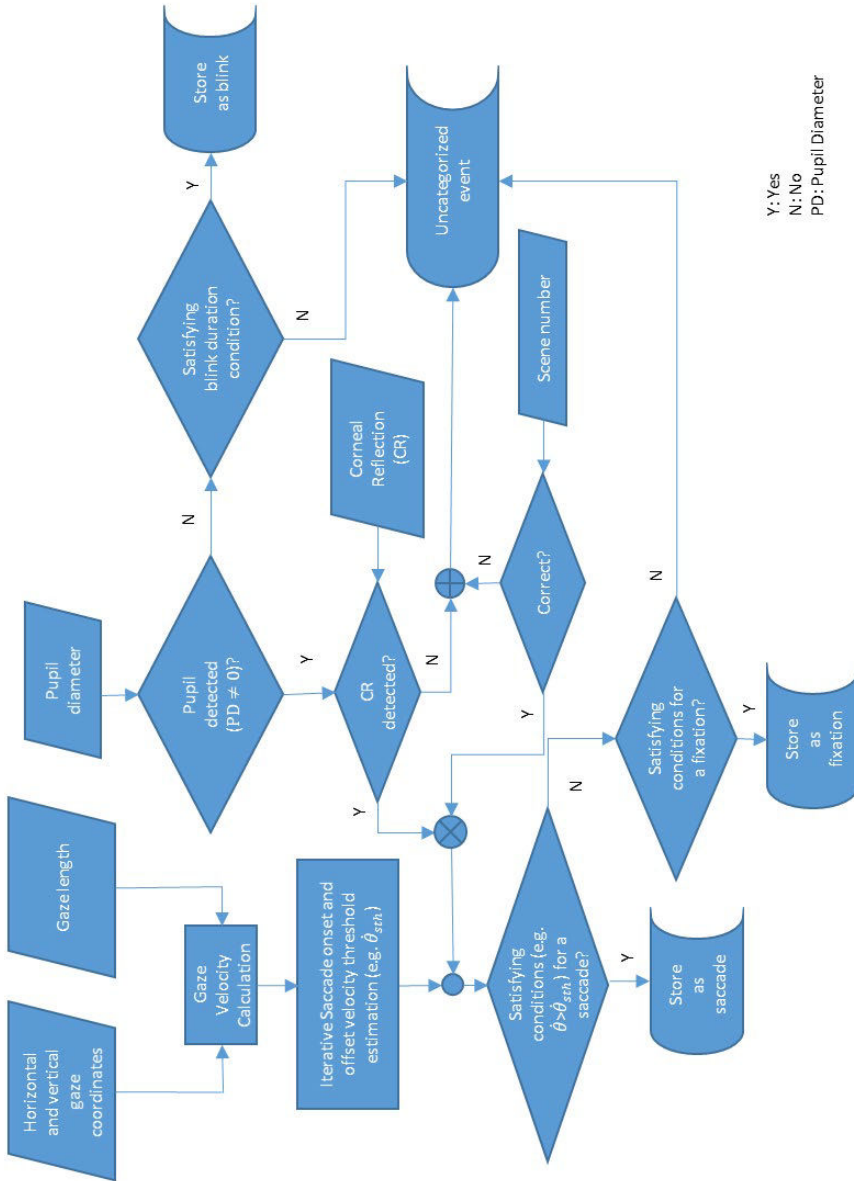 Horizontal
and vertical
gaze
coordinates
Gaze length
Pupil
diameter
Gaze
Velocity
Calculation
Pupil
detected
(PD ≠ 0)?
N
Satisfying
blink duration
condition?
Y
Store
as blink
Y
N
Iterative Saccade onset and
offset velocity threshold
estimation (e.g. θ̇sth)
CR
detected?
Corneal
Reflection
(CR)
Y
N
Uncategorized
event
N
Correct?
Scene number
Y
Satisfying
conditions (e.g.
θ̇>θ̇sth) for a
saccade?
N
Y
Store
as
saccade
Satisfying
conditions for
a fixation?
N
Y
Store
as
fixation
Y: Yes
N: No
PD: Pupil Diameter